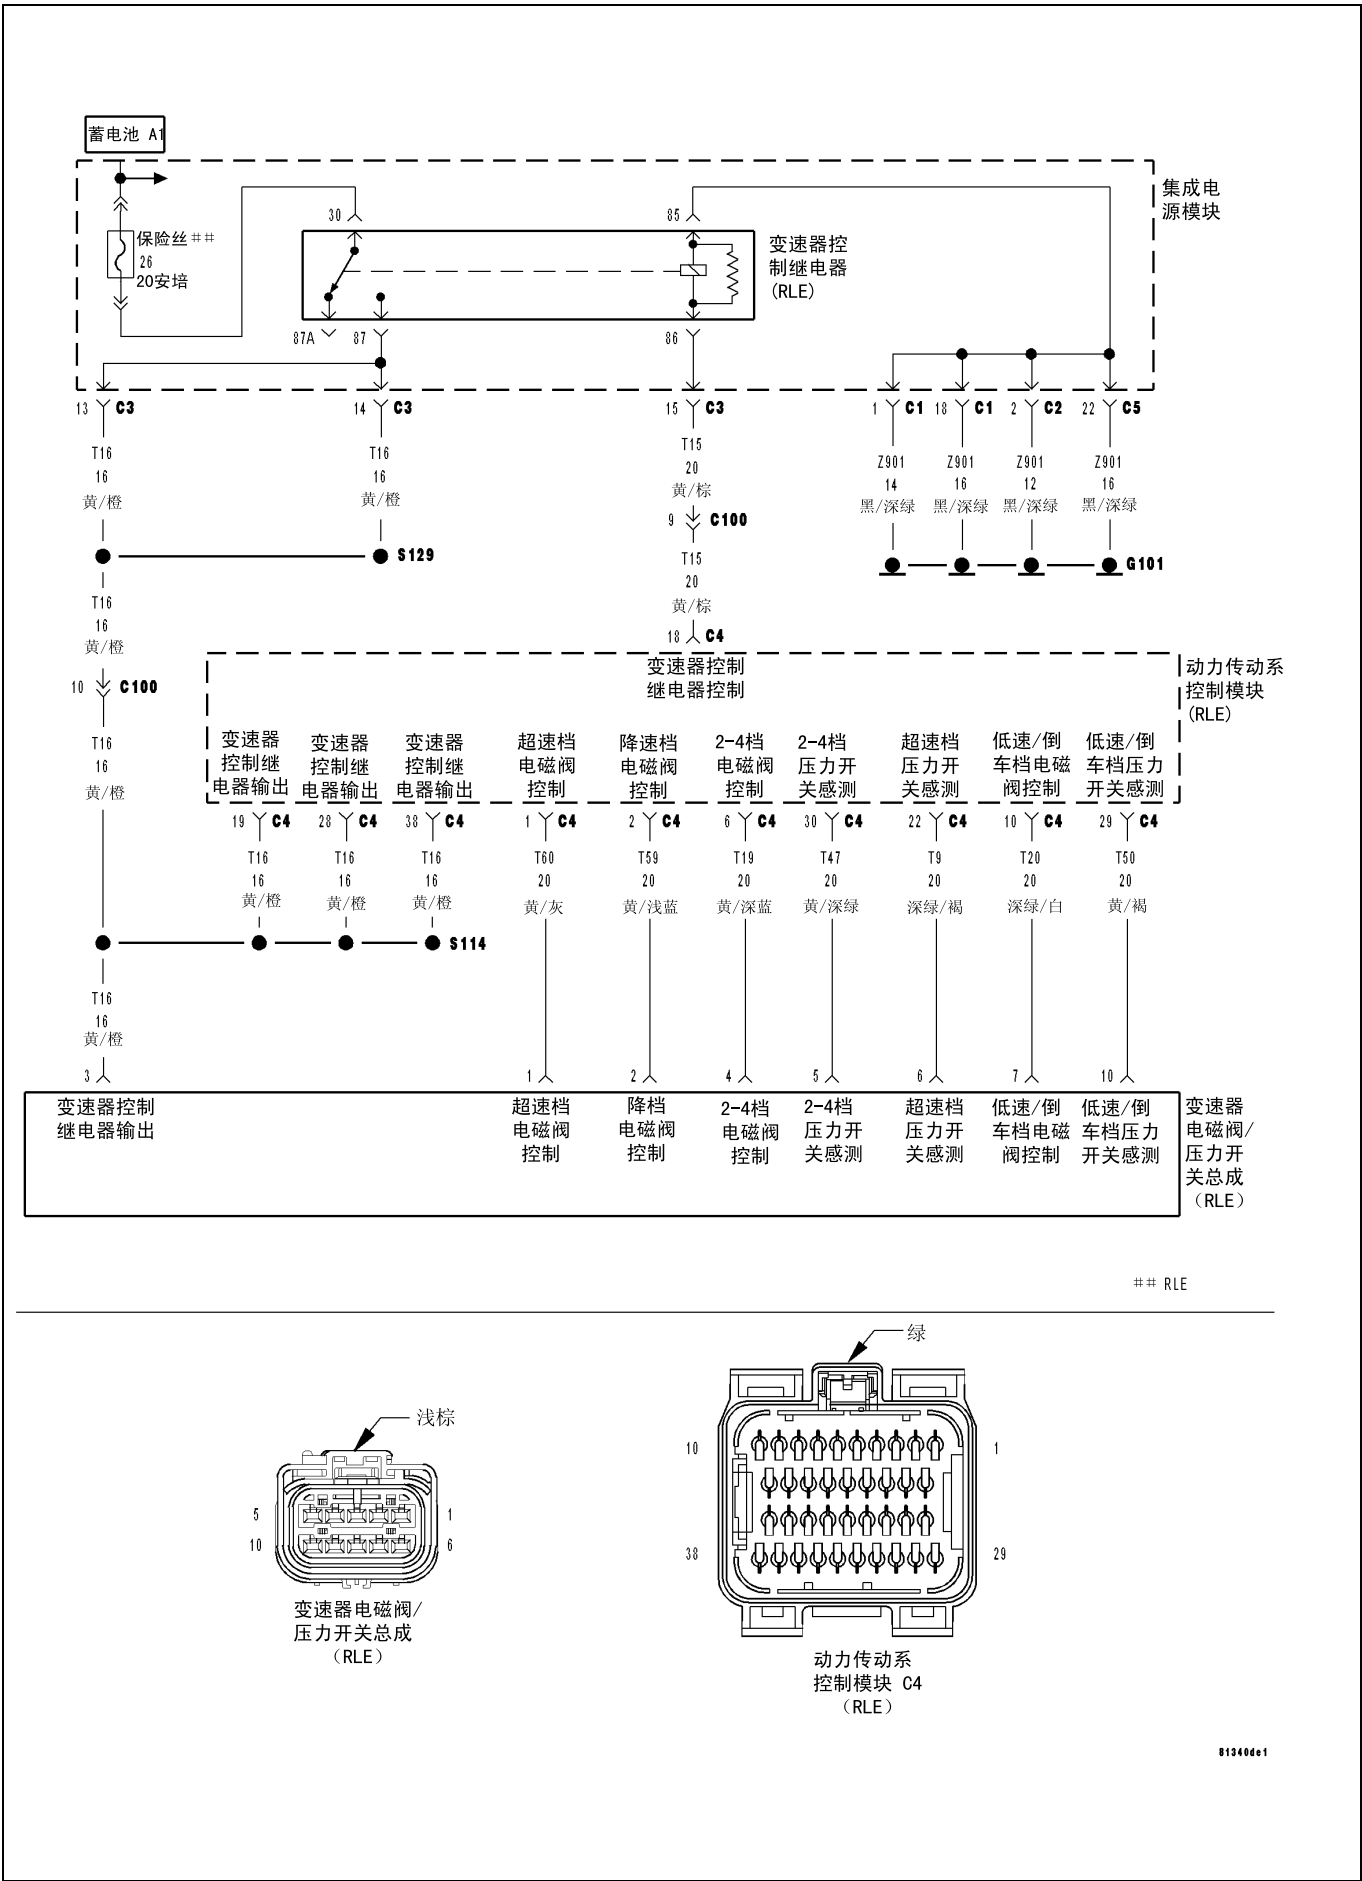 蓄电池 A1
集成电
源模块
30
85
保险丝##
26
20安培
变速器控
制继电器
(RLE)
87A
87
86
13 C3
14 C3
15 C3
1 C1
18 C1
2 C2
22 C5
T16
16
黄/橙
T16
16
黄/橙
T15
20
黄/棕
Z901
14
黑/深绿
Z901
16
黑/深绿
Z901
12
黑/深绿
Z901
16
黑/深绿
9 C100
S129
G101
T15
20
黄/棕
T16
16
黄/橙
18 C4
10 C100
变速器控制
继电器控制
动力传动系
控制模块
(RLE)
T16
16
黄/橙
变速器
控制继
电器输出
变速器
控制继
电器输出
变速器
控制继
电器输出
超速档
电磁阀
控制
降速档
电磁阀
控制
2-4档
电磁阀
控制
2-4档
压力开
关感测
超速档
压力开
关感测
低速/倒
车档电磁
阀控制
低速/倒
车档压力
开关感测
19 C4
28 C4
38 C4
1 C4
2 C4
6 C4
30 C4
22 C4
10 C4
29 C4
T16
16
黄/橙
T16
16
黄/橙
T16
16
黄/橙
T60
20
黄/灰
T59
20
黄/浅蓝
T19
20
黄/深蓝
T47
20
黄/深绿
T9
20
深绿/褐
T20
20
深绿/白
T50
20
黄/褐
S114
T16
16
黄/橙
3
1
2
4
5
6
7
10
变速器控制
继电器输出
超速档
电磁阀
控制
降档
电磁阀
控制
2-4档
电磁阀
控制
2-4档
压力开
关感测
超速档
压力开
关感测
低速/倒
车档电磁
阀控制
低速/倒
车档压力
开关感测
变速器
电磁阀/
压力开
关总成
（RLE）
## RLE
浅棕
5
1
10
6
变速器电磁阀/
压力开关总成
（RLE）
绿
10
1
38
29
动力传动系
控制模块 C4
（RLE）
81340de1